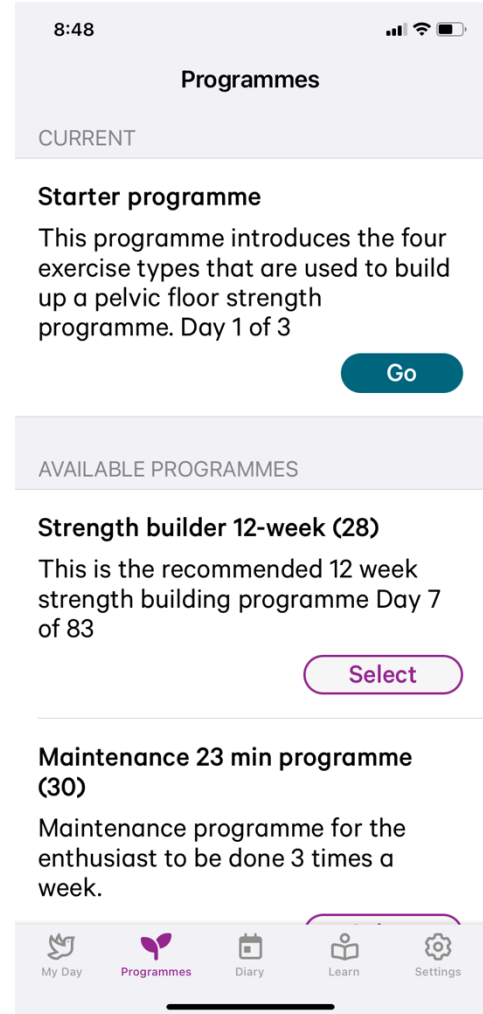 8:48
Programmes
CURRENT
Starter programme
This programme introduces the four
exercise types that are used to build
up a pelvic floor strength
programme. Day 1 of 3
Go
AVAILABLE PROGRAMMES
Strength builder 12-week (28)
This is the recommended 12 week
strength building programme Day 7
of 83
Select
Maintenance 23 min programme
(30)
Maintenance programme for the
enthusiast to be done 3 times a
week.
My Day Programmes Diary Learn Settings